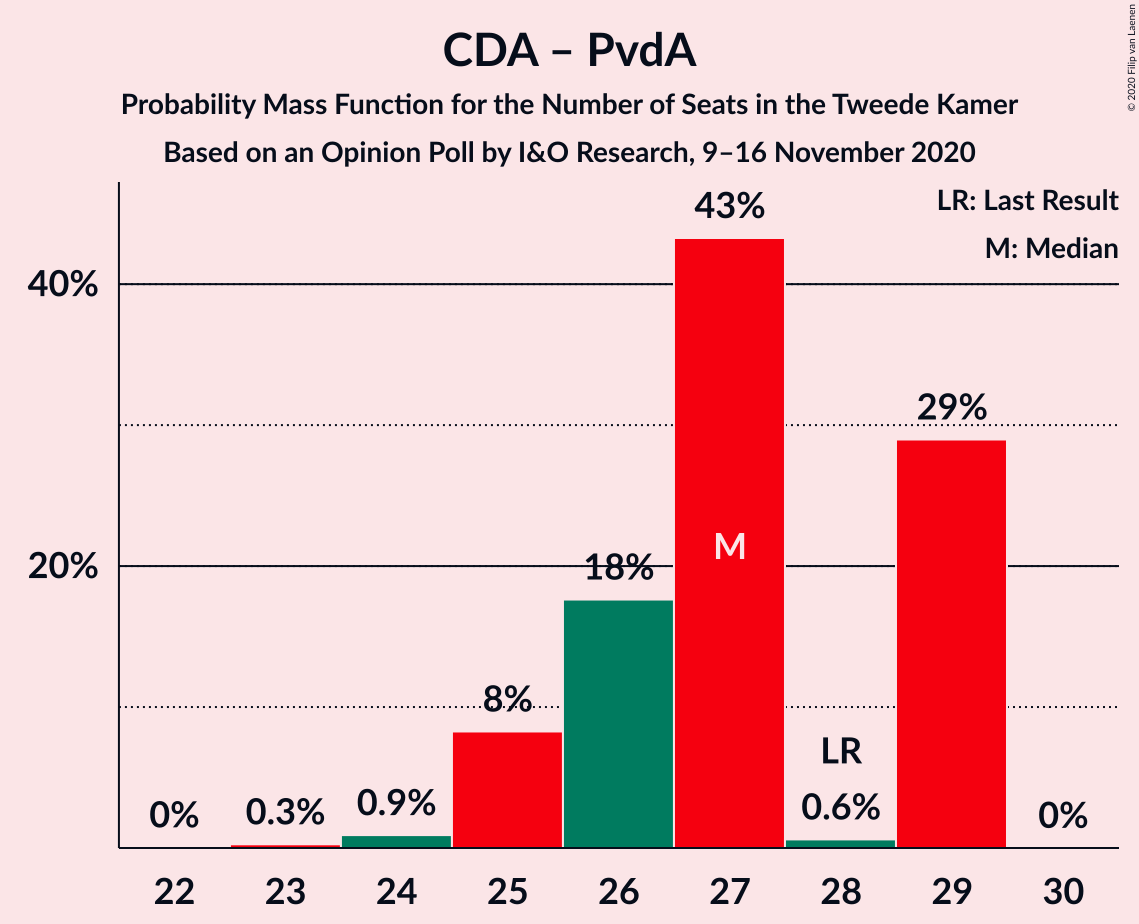 CDA – PvdA
Probability Mass Function for the Number of Seats in the Tweede Kamer
Based on an Opinion Poll by I&O Research, 9–16 November 2020
© 2020 Filip van Laenen
LR: Last Result
M: Median
43%
40%
29%
M
20%
18%
8%
LR
0% 0.3% 0.9% 0.6% 0%
22 23 24 25 26 27 28 29 30